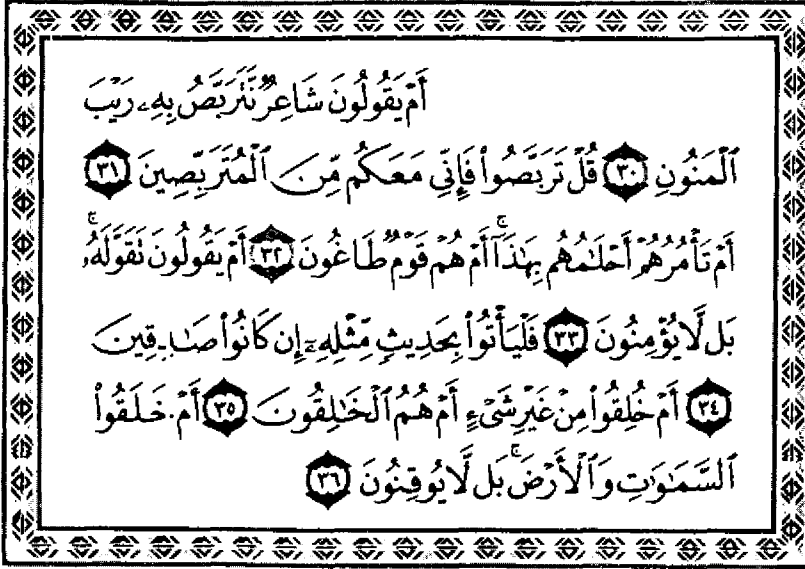 أَمْ يَقُولُونَ شَاعِرٌ نَّتَرَبَّصُ بِهِۦ رَيْبَ
ٱلْمَنُونِ ٣٠ قُلْ تَرَبَّصُوا۟ فَإِنِّى مَعَكُم مِّنَ ٱلْمُتَرَبِّصِينَ ٣١
أَمْ تَأْمُرُهُمْ أَحْلَٰمُهُم بِهَٰذَآ ۚ أَمْ هُمْ قَوْمٌ طَاغُونَ ٣٢ أَمْ يَقُولُونَ تَقَوَّلَهُۥ ۚ
بَل لَّا يُؤْمِنُونَ ٣٣ فَلْيَأْتُوا۟ بِحَدِيثٍ مِّثْلِهِۦٓ إِن كَانُوا۟ صَٰدِقِينَ
٣٤ أَمْ خُلِقُوا۟ مِنْ غَيْرِ شَىْءٍ أَمْ هُمُ ٱلْخَٰلِقُونَ ٣٥ أَمْ خَلَقُوا۟
ٱلسَّمَٰوَٰتِ وَٱلْأَرْضَ ۚ بَل لَّا يُوقِنُونَ ٣٦